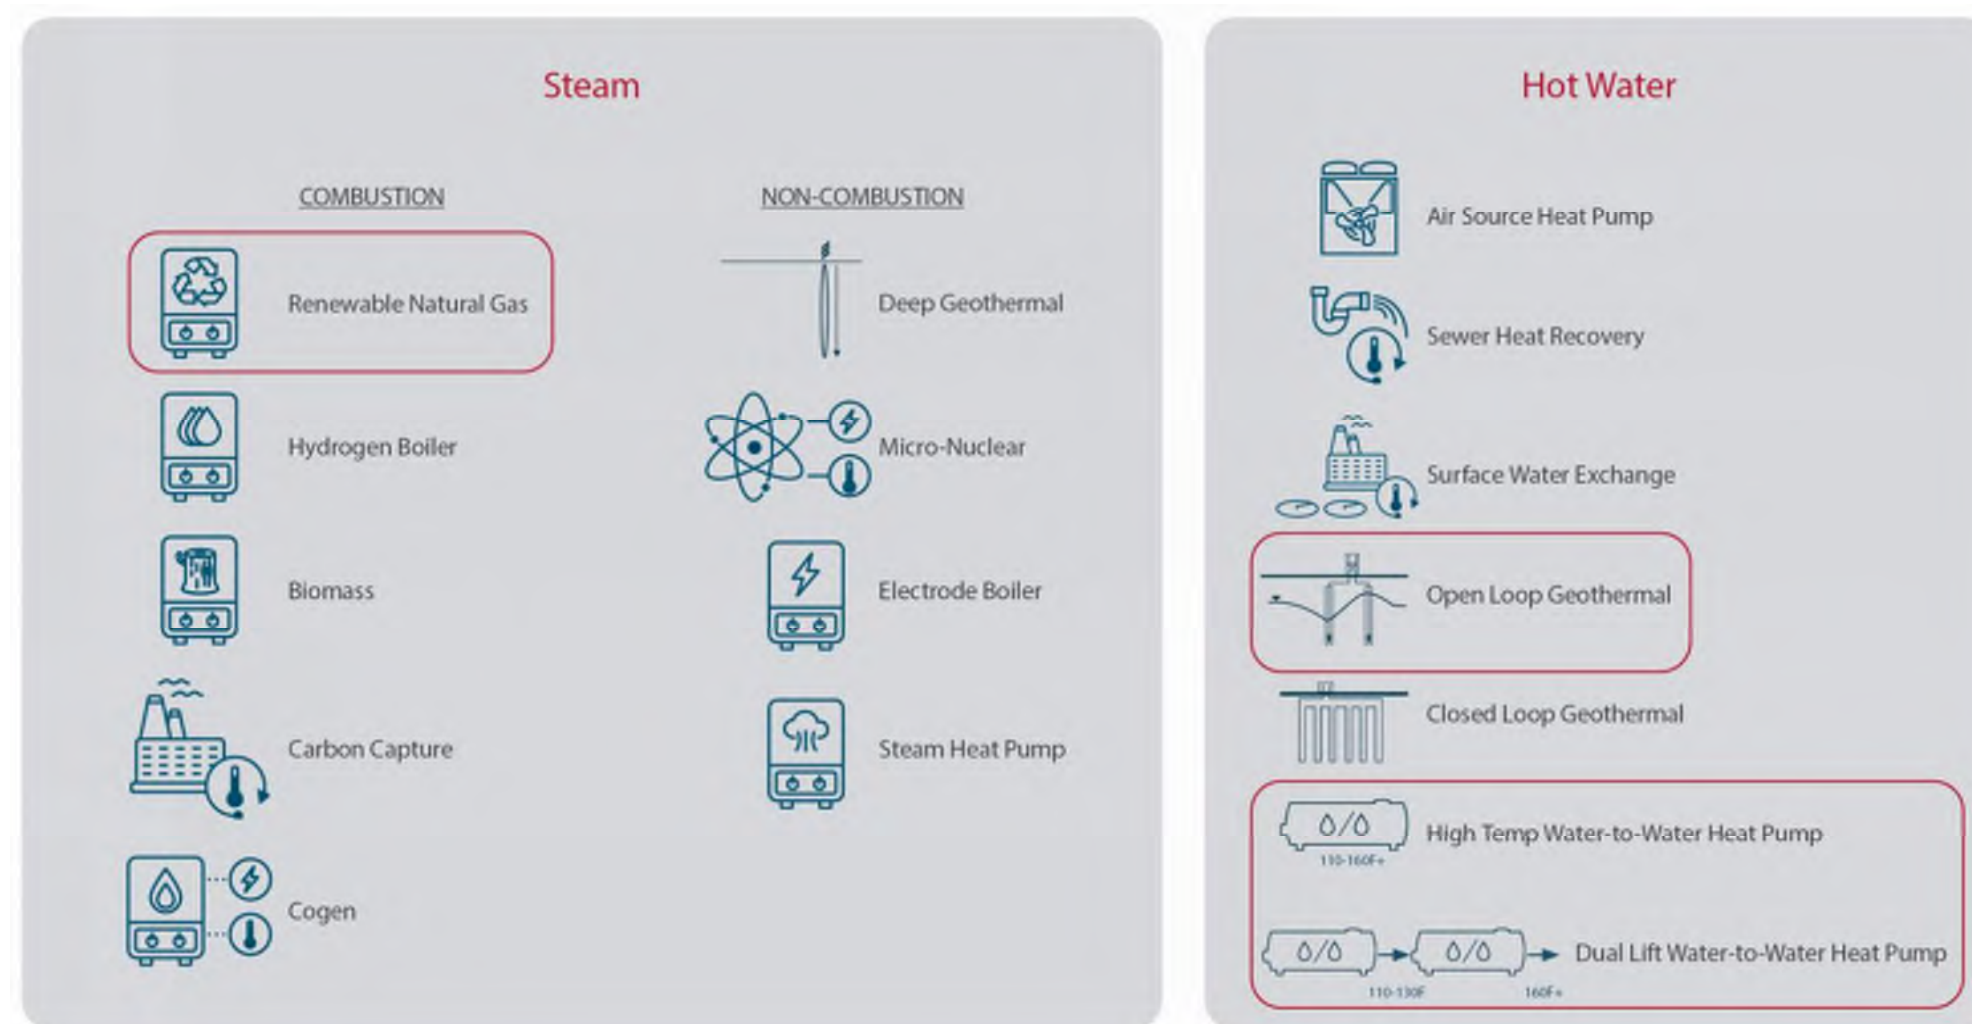 Steam
COMBUSTION
Renewable Natural Gas
Hydrogen Boiler
Biomass
Carbon Capture
Cogen
NON-COMBUSTION
Deep Geothermal
Micro-Nuclear
Electrode Boiler
Steam Heat Pump
Hot Water
Air Source Heat Pump
Sewer Heat Recovery
Surface Water Exchange
Open Loop Geothermal
Closed Loop Geothermal
High Temp Water-to-Water Heat Pump
110-160F+
Dual Lift Water-to-Water Heat Pump
110-130F
160F+